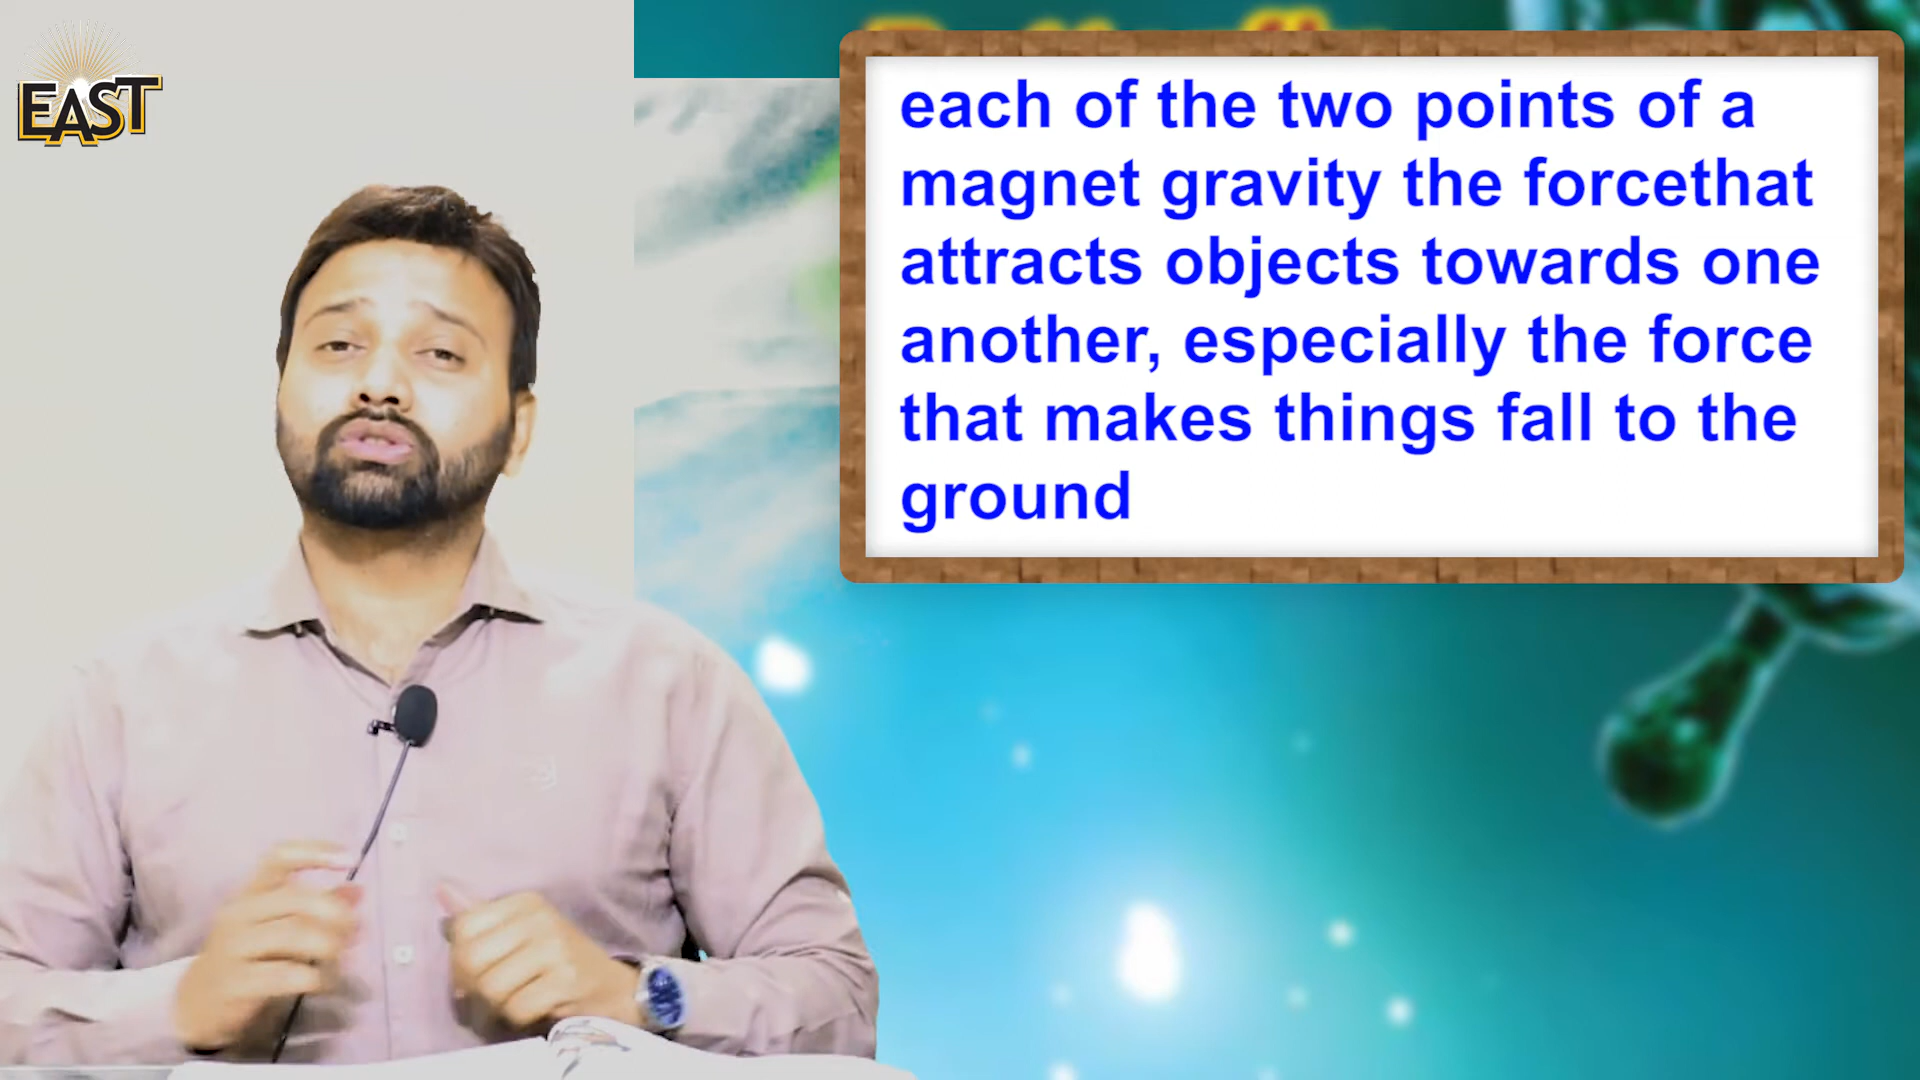 EAST
each of the two points of a
magnet gravity the forcethat
attracts objects towards one
another, especially the force
that makes things fall to the
ground